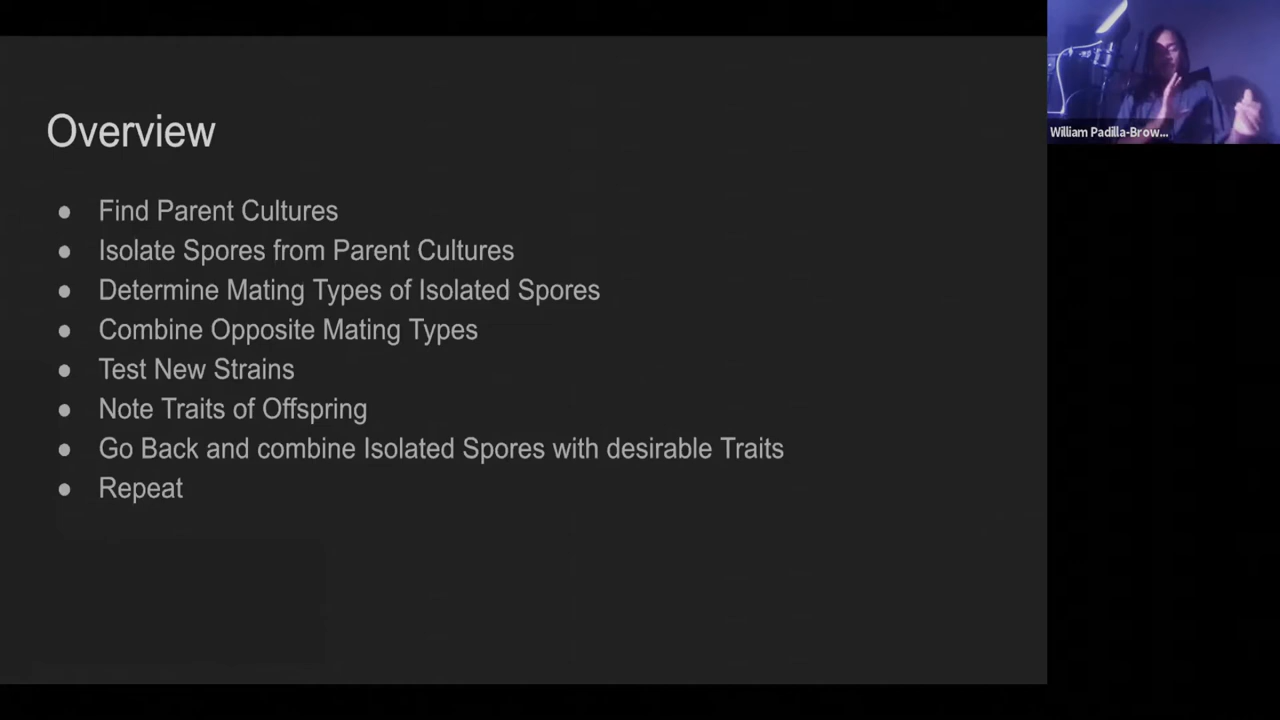 Overview
● Find Parent Cultures
● Isolate Spores from Parent Cultures
● Determine Mating Types of Isolated Spores
● Combine Opposite Mating Types
● Test New Strains
● Note Traits of Offspring
● Go Back and combine Isolated Spores with desirable Traits
● Repeat
William Padilla-Brow...